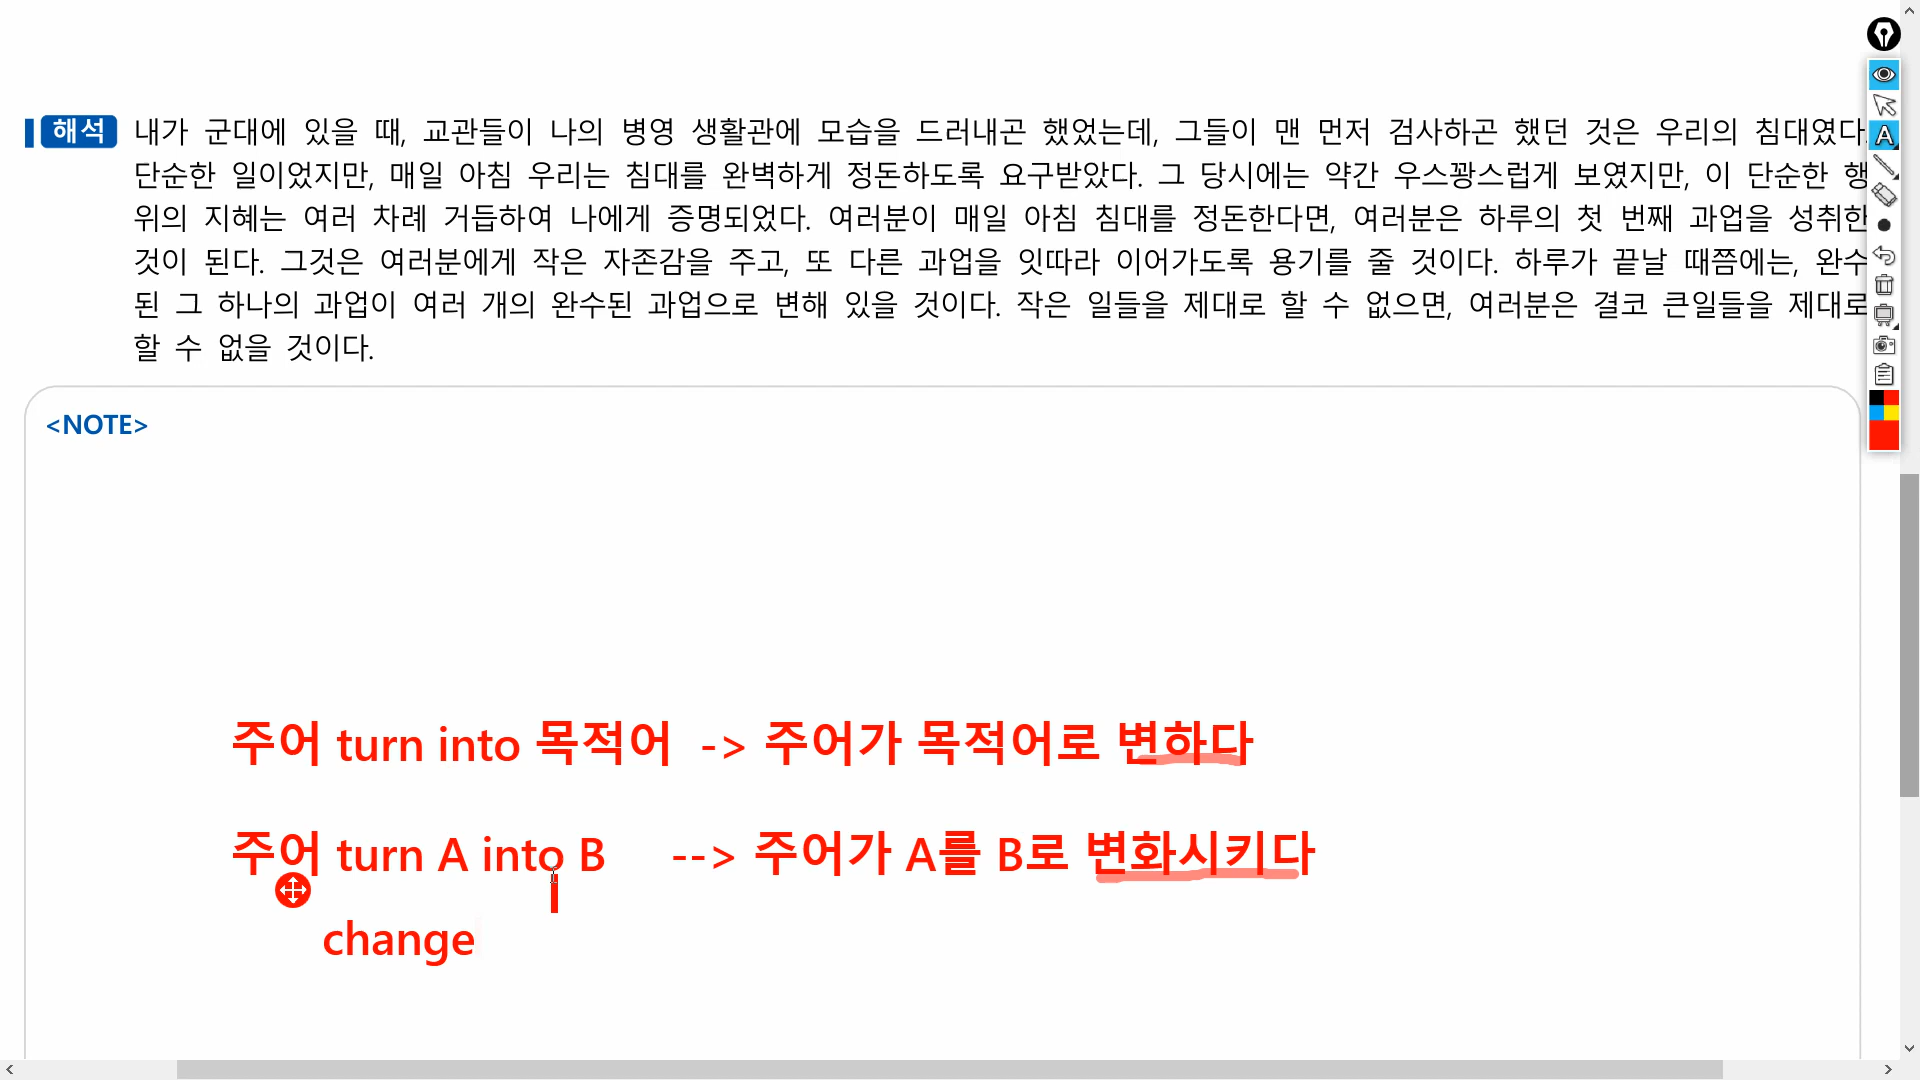 해석 내가 군대에 있을 때, 교관들이 나의 병영 생활관에 모습을 드러내곤 했었는데, 그들이 맨 먼저 검사하곤 했던 것은 우리의 침대였다.
단순한 일이었지만, 매일 아침 우리는 침대를 완벽하게 정돈하도록 요구받았다. 그 당시에는 약간 우스꽝스럽게 보였지만, 이 단순한 행
위의 지혜는 여러 차례 거듭하여 나에게 증명되었다. 여러분이 매일 아침 침대를 정돈한다면, 여러분은 하루의 첫 번째 과업을 성취한
것이 된다. 그것은 여러분에게 작은 자존감을 주고, 또 다른 과업을 잇따라 이어가도록 용기를 줄 것이다. 하루가 끝날 때쯤에는, 완수
된 그 하나의 과업이 여러 개의 완수된 과업으로 변해 있을 것이다. 작은 일들을 제대로 할 수 없으면, 여러분은 결코 큰일들을 제대로
할 수 없을 것이다.
<NOTE>
주어 turn into 목적어 -> 주어가 목적어로 변하다
주어 turn A into B --> 주어가 A를 B로 변화시키다
change